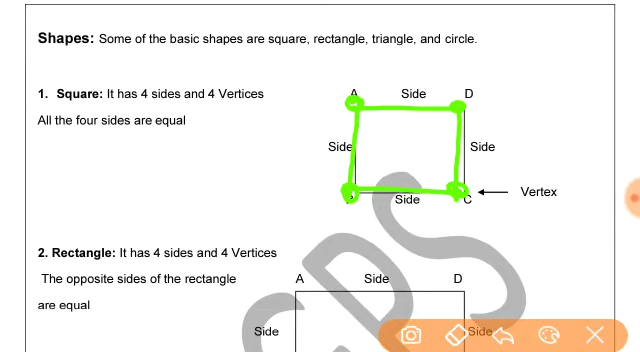 Shapes: Some of the basic shapes are square, rectangle, triangle, and circle.
1. Square: It has 4 sides and 4 Vertices
All the four sides are equal
A Side D
Side Side
Side C Vertex
2. Rectangle: It has 4 sides and 4 Vertices
The opposite sides of the rectangle
are equal
A Side D
Side Side
CDS